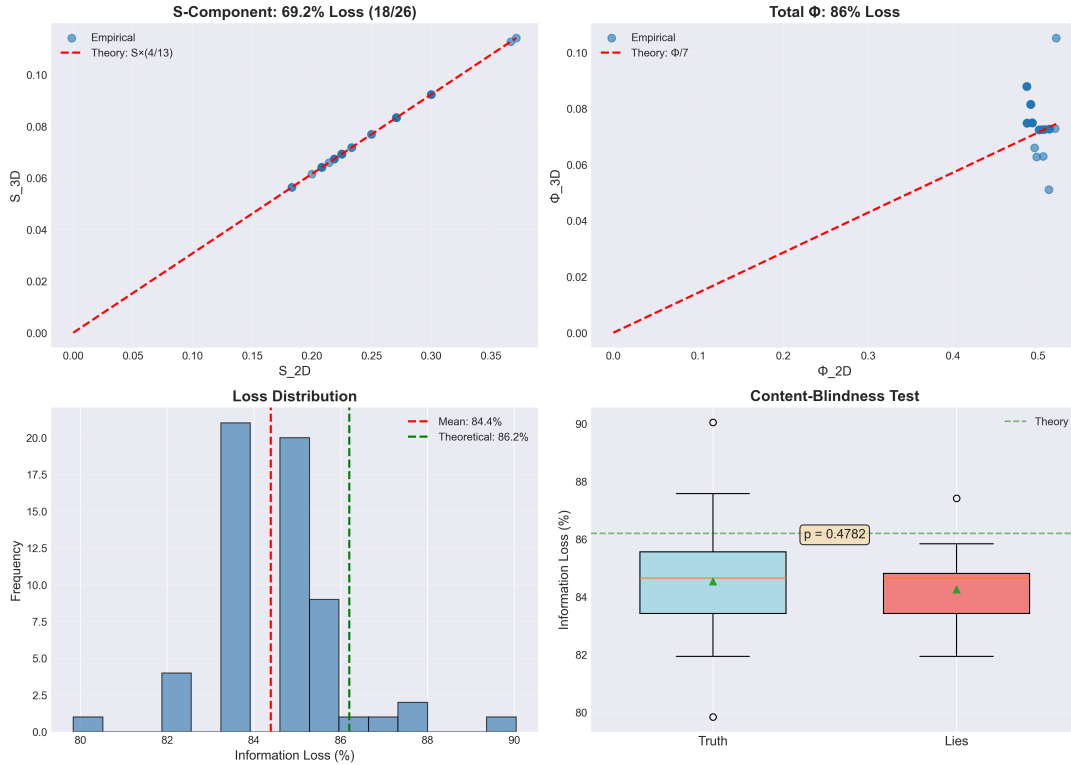 S-Component: 69.2% Loss (18/26)
Empirical
Theory: S×(4/13)
S_3D
0.10
0.08
0.06
0.04
0.02
0.00
0.00 0.05 0.10 0.15 0.20 0.25 0.30 0.35
S_2D
Total Φ: 86% Loss
Empirical
Theory: Φ/7
Φ_3D
0.10
0.08
0.06
0.04
0.02
0.00
0.0 0.1 0.2 0.3 0.4 0.5
Φ_2D
Loss Distribution
Mean: 84.4%
Theoretical: 86.2%
Frequency
20.0
17.5
15.0
12.5
10.0
7.5
5.0
2.5
0.0
80 82 84 86 88 90
Information Loss (%)
Content-Blindness Test
Theory
Information Loss (%)
90
88
86
84
82
80
p = 0.4782
Truth Lies